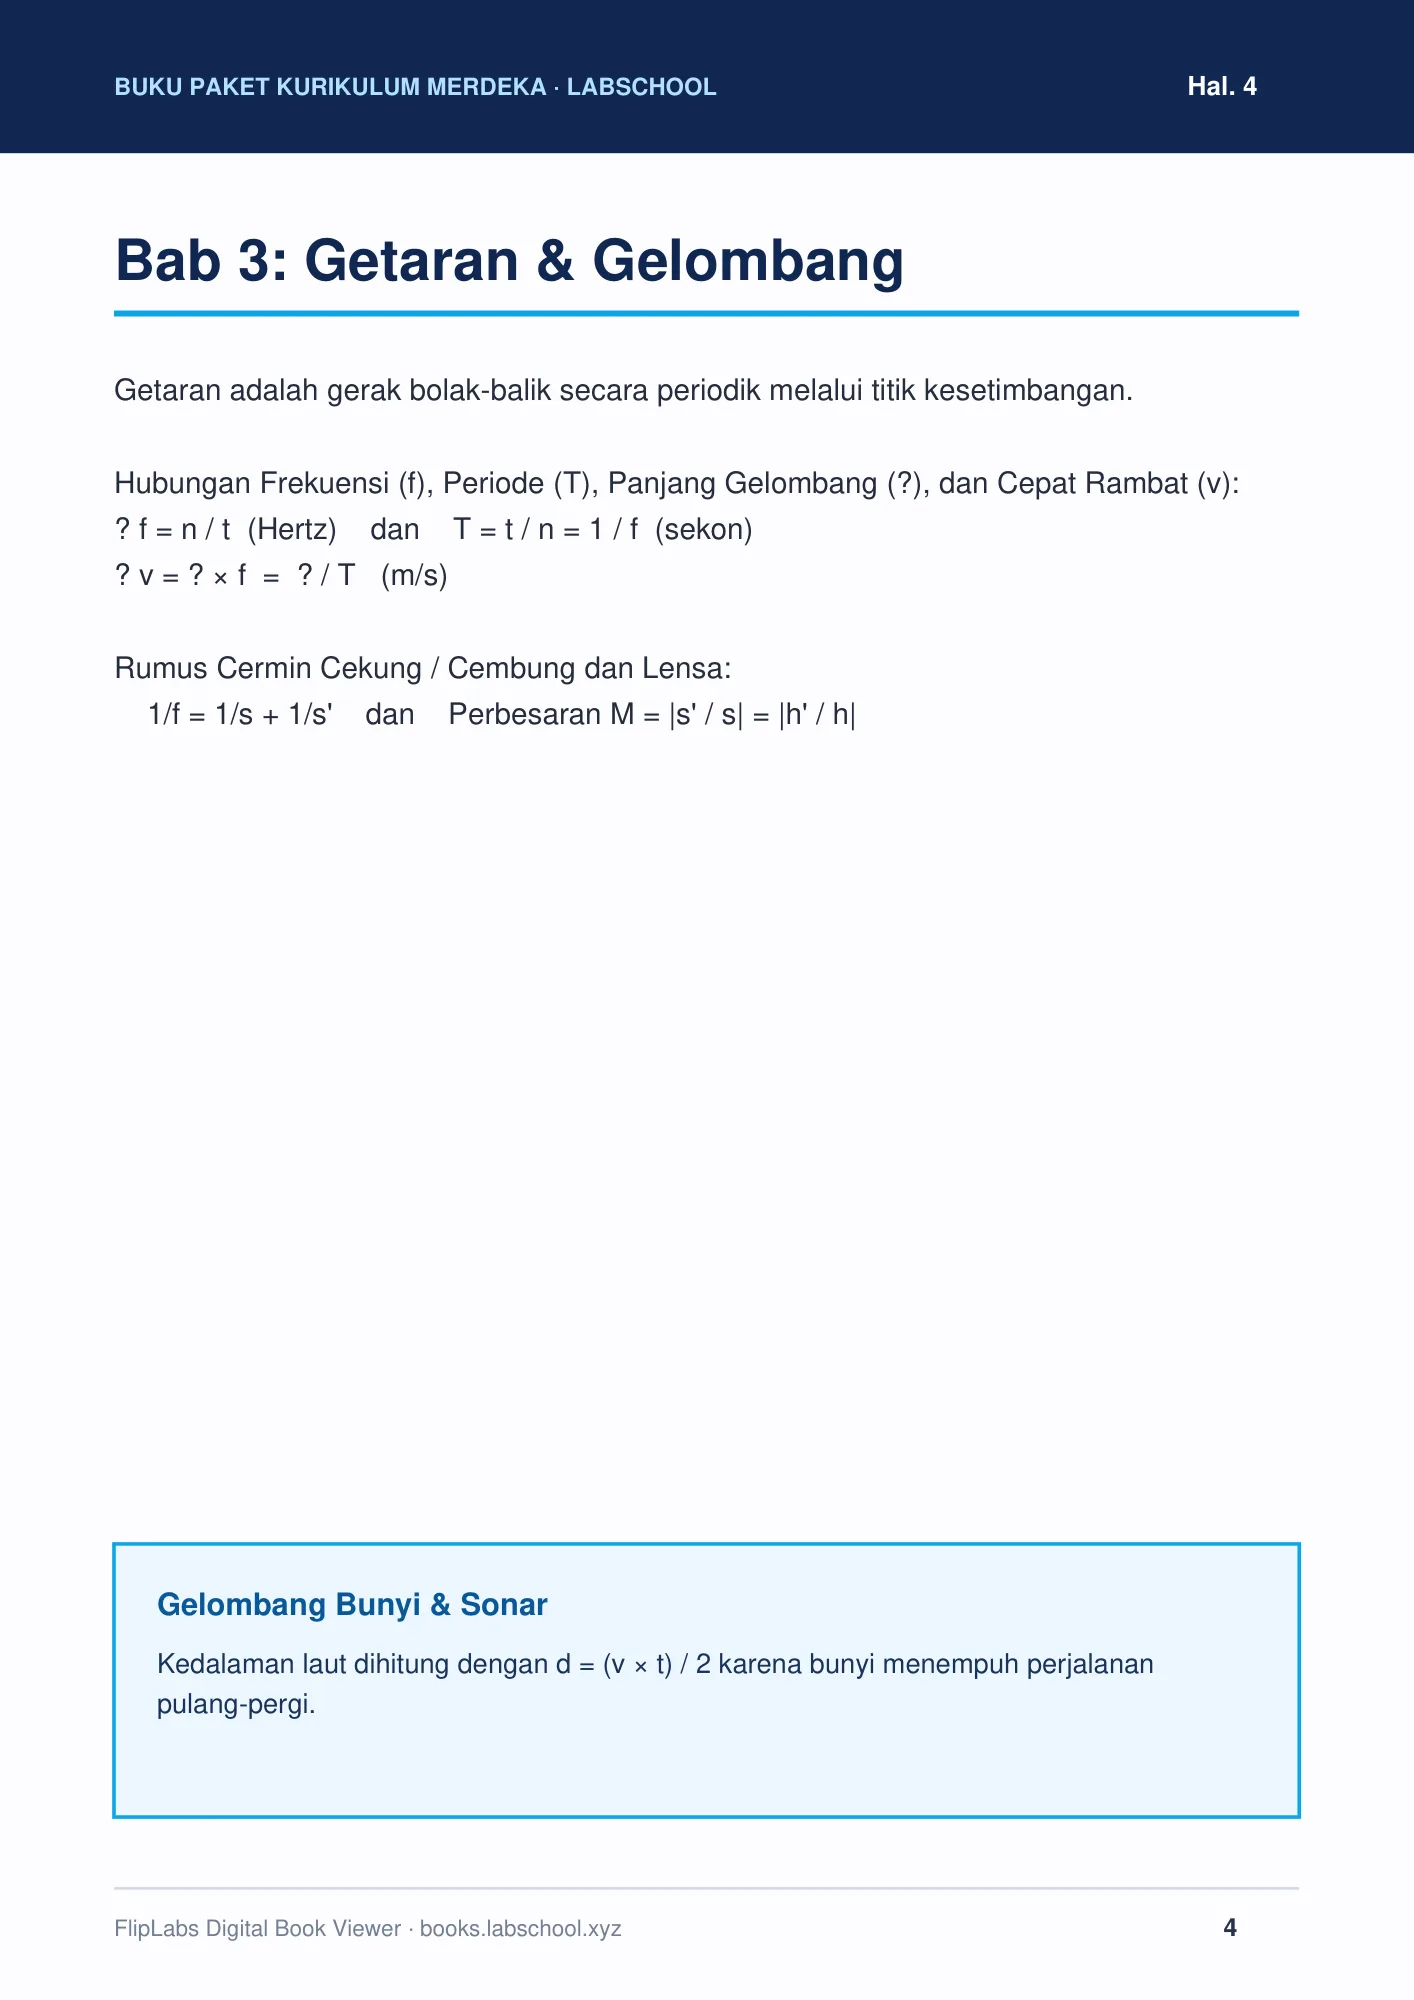 BUKU PAKET KURIKULUM MERDEKA · LABSCHOOL
Hal. 4
Bab 3: Getaran & Gelombang
Getaran adalah gerak bolak-balik secara periodik melalui titik kesetimbangan.
Hubungan Frekuensi (f), Periode (T), Panjang Gelombang (?), dan Cepat Rambat (v):
? f = n / t (Hertz) dan T = t / n = 1 / f (sekon)
? v = ? × f = ? / T (m/s)
Rumus Cermin Cekung / Cembung dan Lensa:
1/f = 1/s + 1/s' dan Perbesaran M = |s' / s| = |h' / h|
Gelombang Bunyi & Sonar
Kedalaman laut dihitung dengan d = (v × t) / 2 karena bunyi menempuh perjalanan
pulang-pergi.
FlipLabs Digital Book Viewer · books.labschool.xyz
4